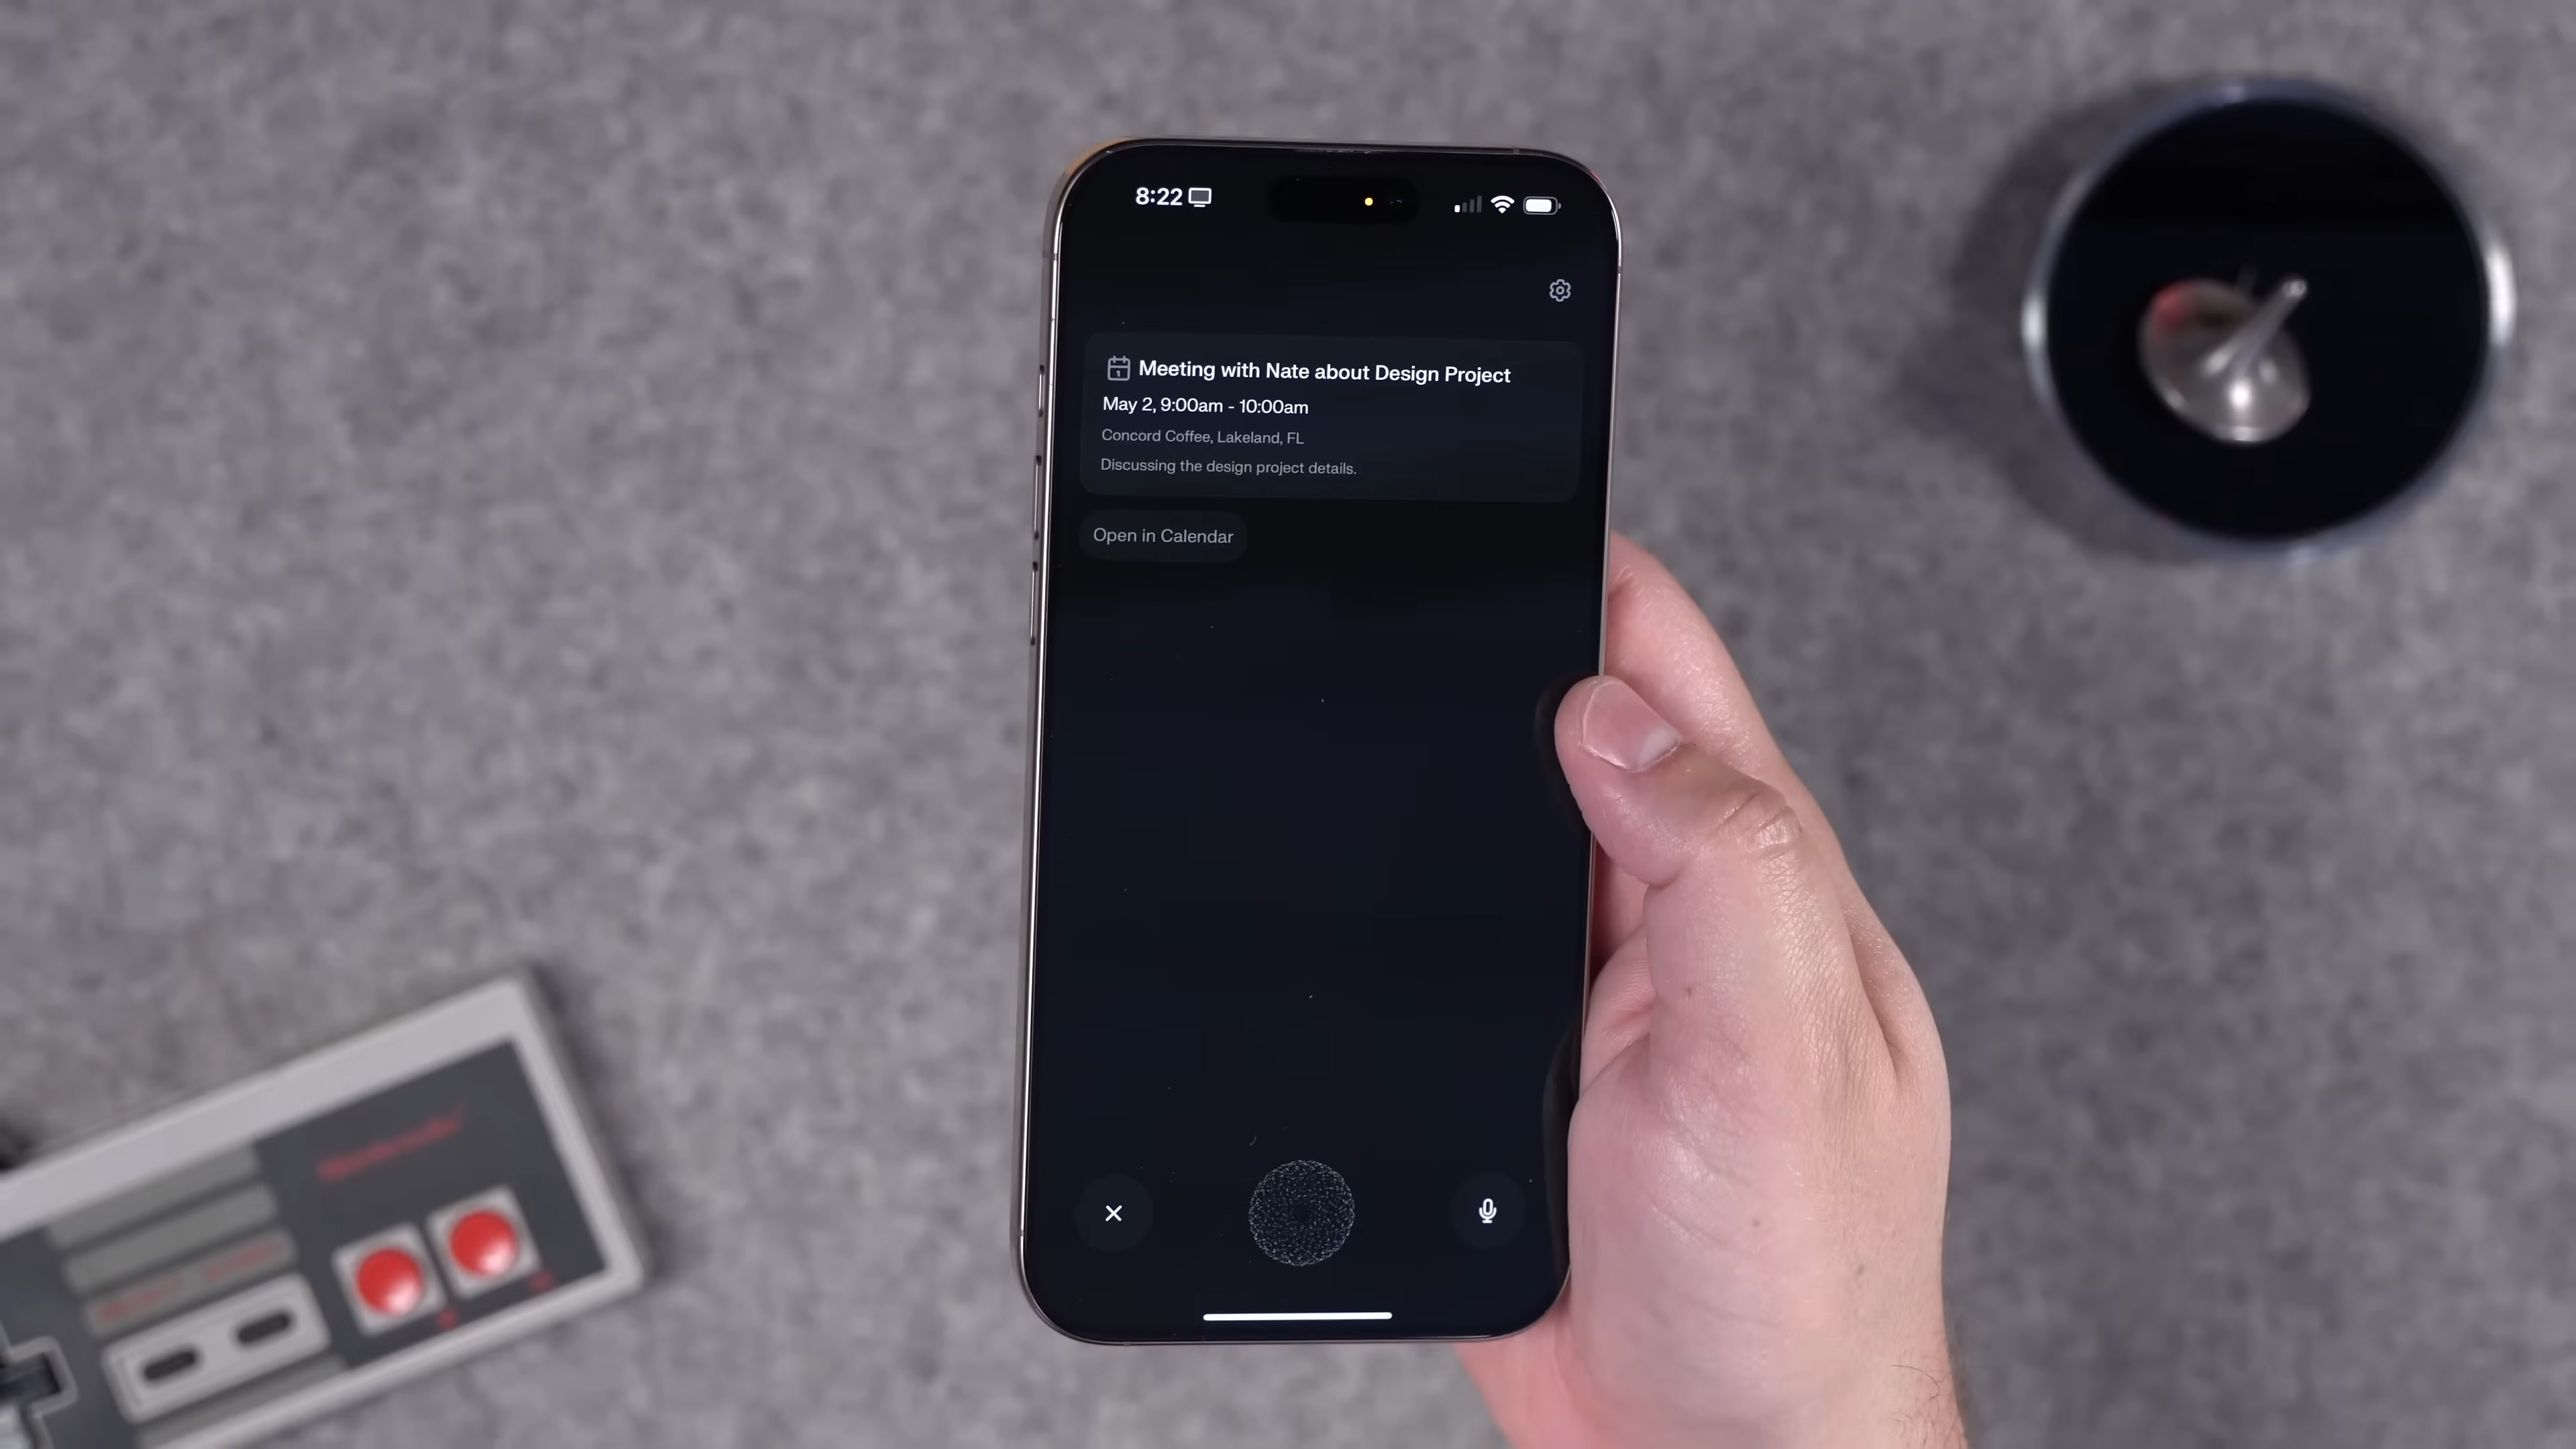 8:22
Meeting with Nate about Design Project
May 2, 9:00am - 10:00am
Concord Coffee, Lakeland, FL
Discussing the design project details.
Open in Calendar
Nintendo